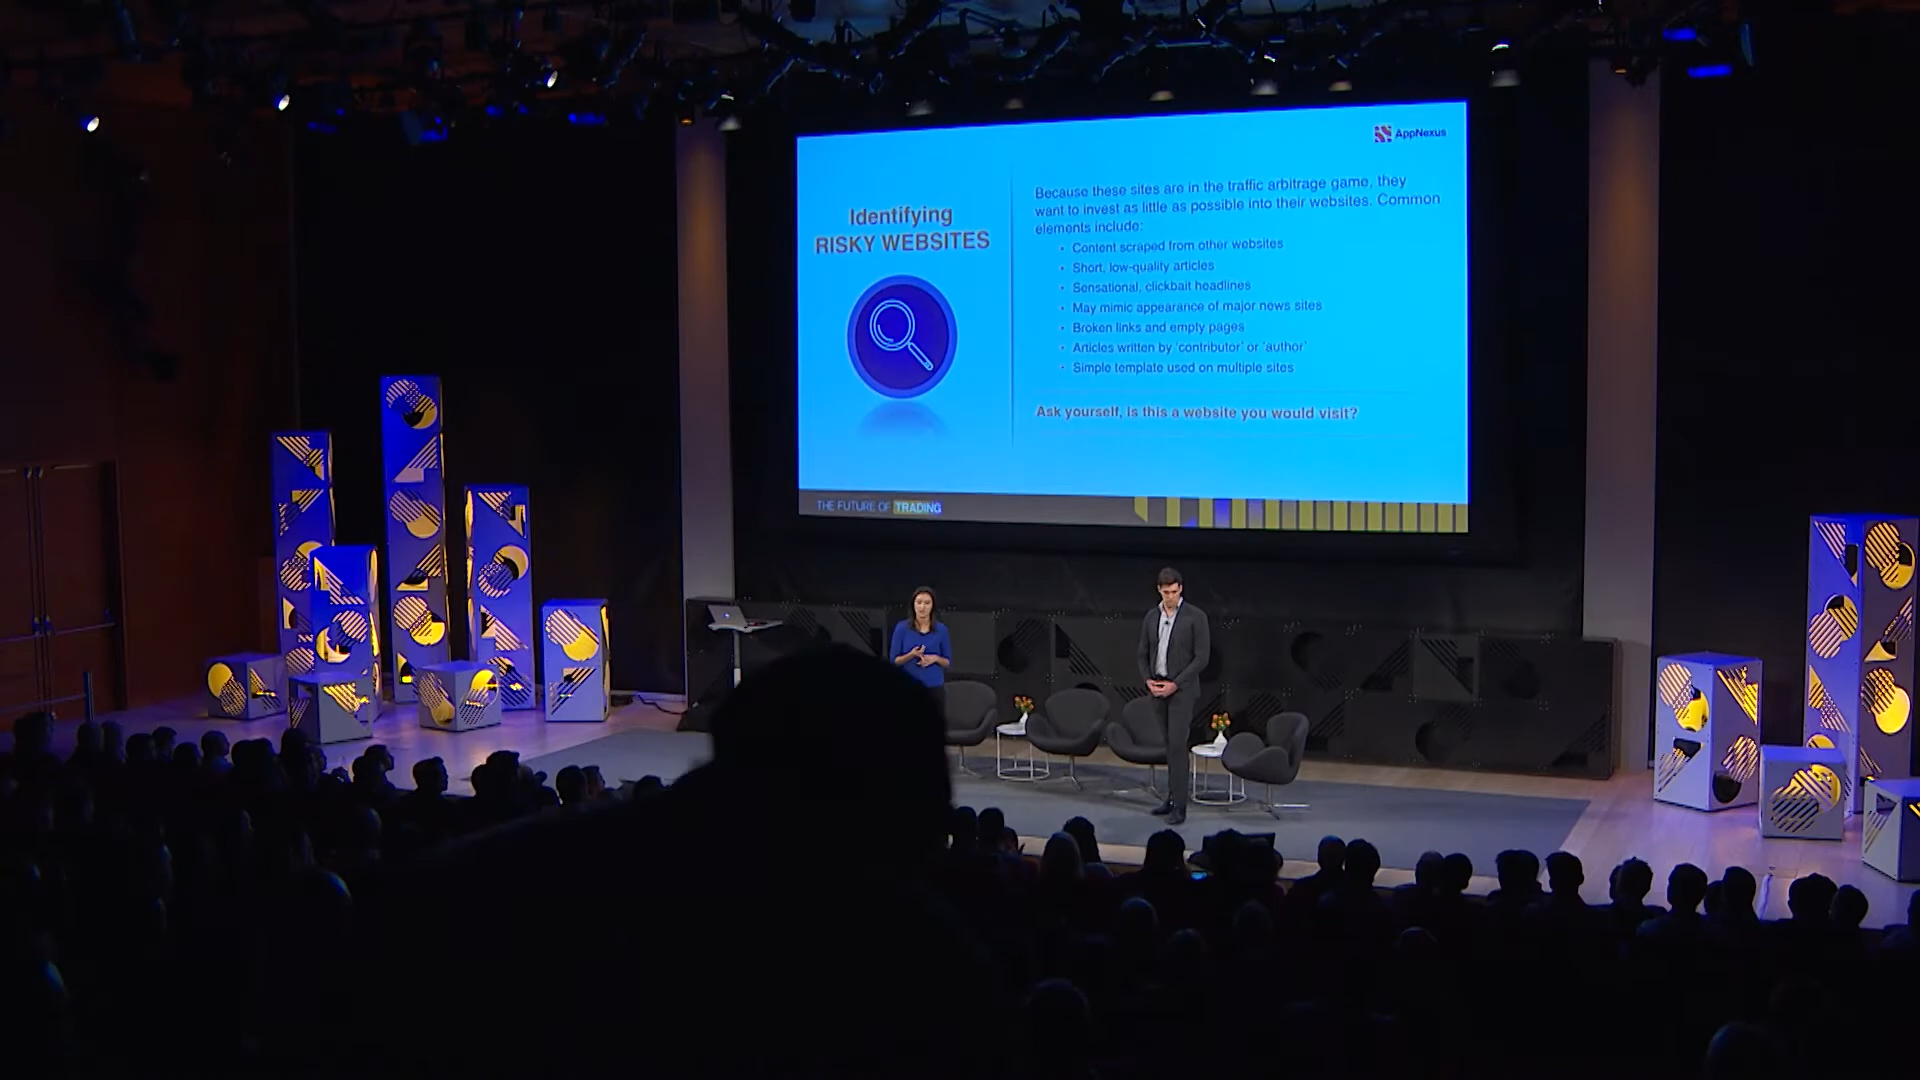 AppNexus
Identifying
RISKY WEBSITES
Because these sites are in the traffic arbitrage game, they
want to invest as little as possible into their websites. Common
elements include:
• Content scraped from other websites
• Short, low-quality articles
• Sensational, clickbait headlines
• May mimic appearance of major news sites
• Broken links and empty pages
• Articles written by 'contributor' or 'author'
• Simple template used on multiple sites
Ask yourself, is this a website you would visit?
THE FUTURE OF TRADING